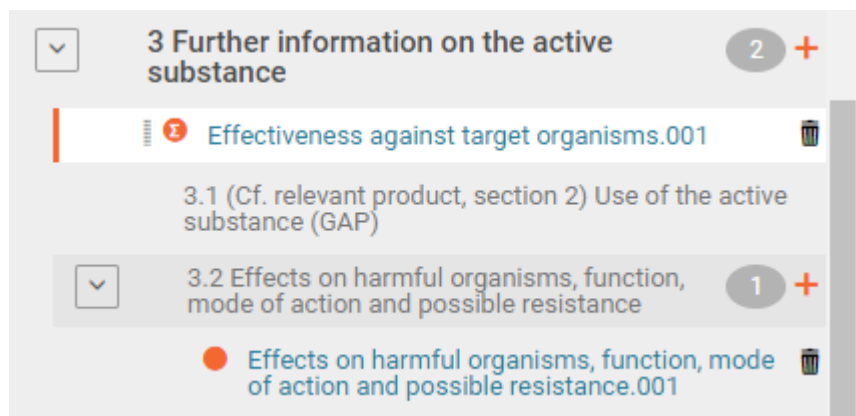 3 Further information on the active
substance
2 +
Σ Effectiveness against target organisms.001
3.1 (Cf. relevant product, section 2) Use of the active
substance (GAP)
3.2 Effects on harmful organisms, function,
mode of action and possible resistance
1 +
Effects on harmful organisms, function, mode
of action and possible resistance.001